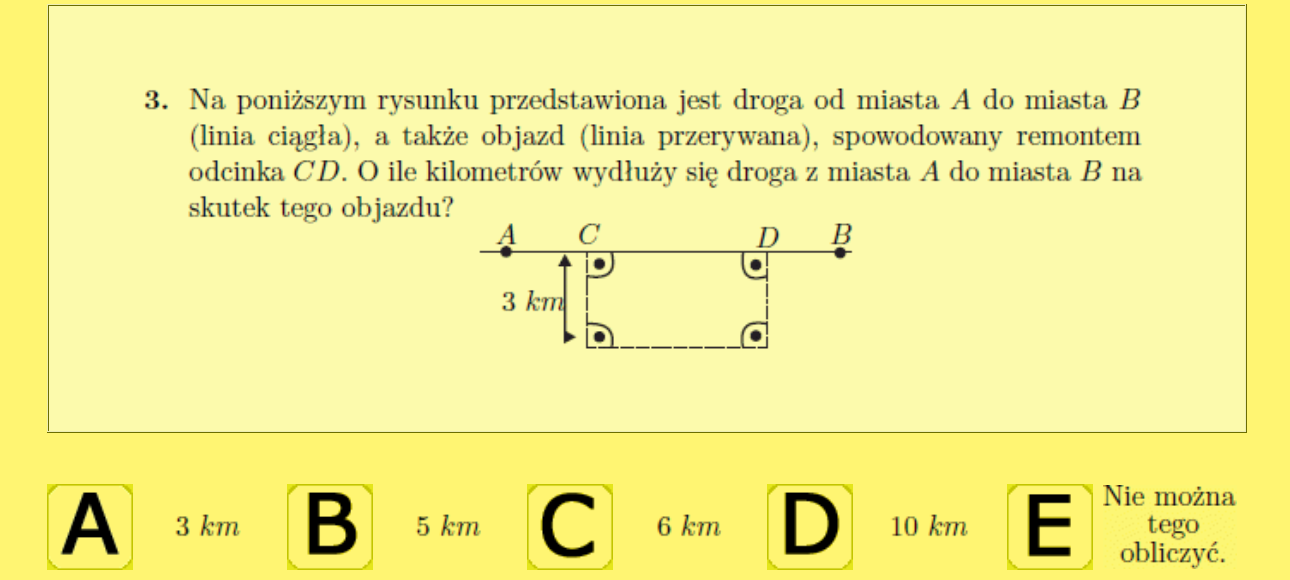 3. Na poniższym rysunku przedstawiona jest droga od miasta A do miasta B
(linia ciągła), a także objazd (linia przerywana), spowodowany remontem
odcinka CD. O ile kilometrów wydłuży się droga z miasta A do miasta B na
skutek tego objazdu?
A C D B
3 km
A 3 km B 5 km C 6 km D 10 km E Nie można
tego
obliczyć.